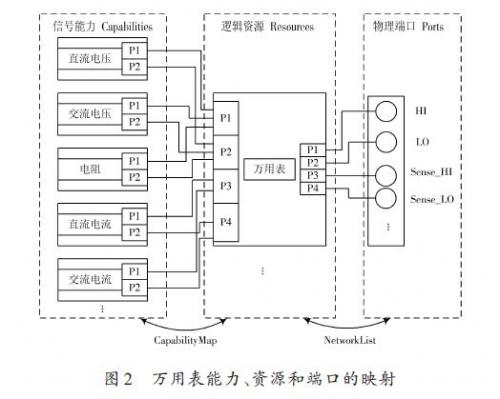 信号能力 Capabilities
逻辑资源 Resources
物理端口 Ports
直流电压
P1
P2
交流电压
P1
P2
电阻
P1
P2
直流电流
P1
P2
交流电流
P1
P2
⋮
P1
P2
P3
P4
万用表
P1
P2
P3
P4
⋮
HI
LO
Sense_HI
Sense_LO
⋮
CapabilityMap
NetworkList
图2 万用表能力、资源和端口的映射